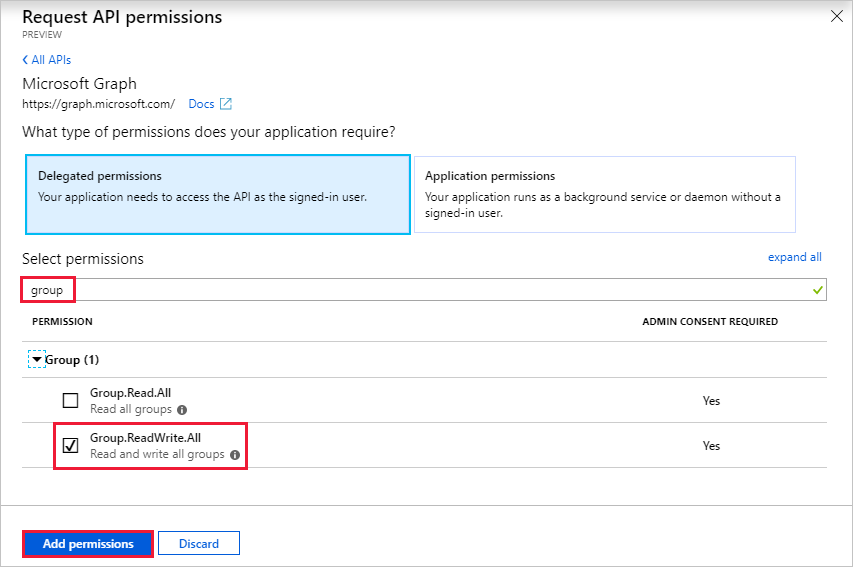 Request API permissions
PREVIEW
All APIs
Microsoft Graph
https://graph.microsoft.com/ Docs
What type of permissions does your application require?
Delegated permissions
Your application needs to access the API as the signed-in user.
Application permissions
Your application runs as a background service or daemon without a
signed-in user.
Select permissions
expand all
group
PERMISSION ADMIN CONSENT REQUIRED
Group (1)
Group.Read.All
Read all groups
Yes
Group.ReadWrite.All
Read and write all groups
Yes
Add permissions Discard